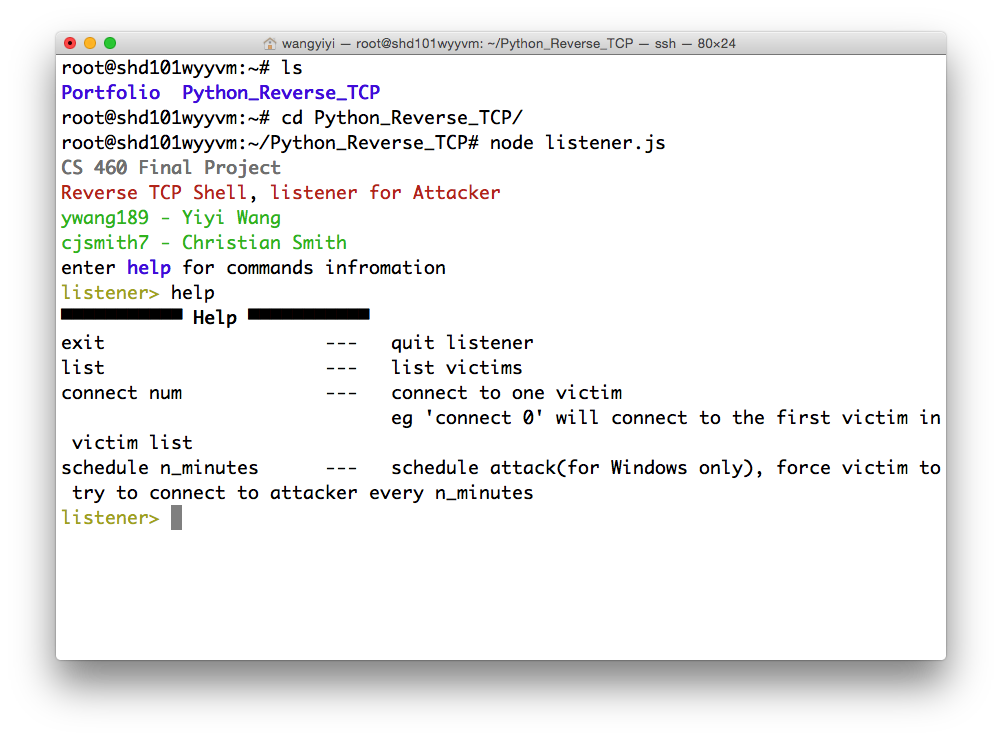 wangyiyi — root@shd101wyyvm: ~/Python_Reverse_TCP — ssh — 80×24
root@shd101wyyvm:~# ls
Portfolio  Python_Reverse_TCP
root@shd101wyyvm:~# cd Python_Reverse_TCP/
root@shd101wyyvm:~/Python_Reverse_TCP# node listener.js
CS 460 Final Project
Reverse TCP Shell, listener for Attacker
ywang189 - Yiyi Wang
cjsmith7 - Christian Smith
enter help for commands infromation
listener> help
Help
exit                    ---   quit listener
list                    ---   list victims
connect num             ---   connect to one victim
                              eg 'connect 0' will connect to the first victim in
 victim list
schedule n_minutes      ---   schedule attack(for Windows only), force victim to
 try to connect to attacker every n_minutes
listener>